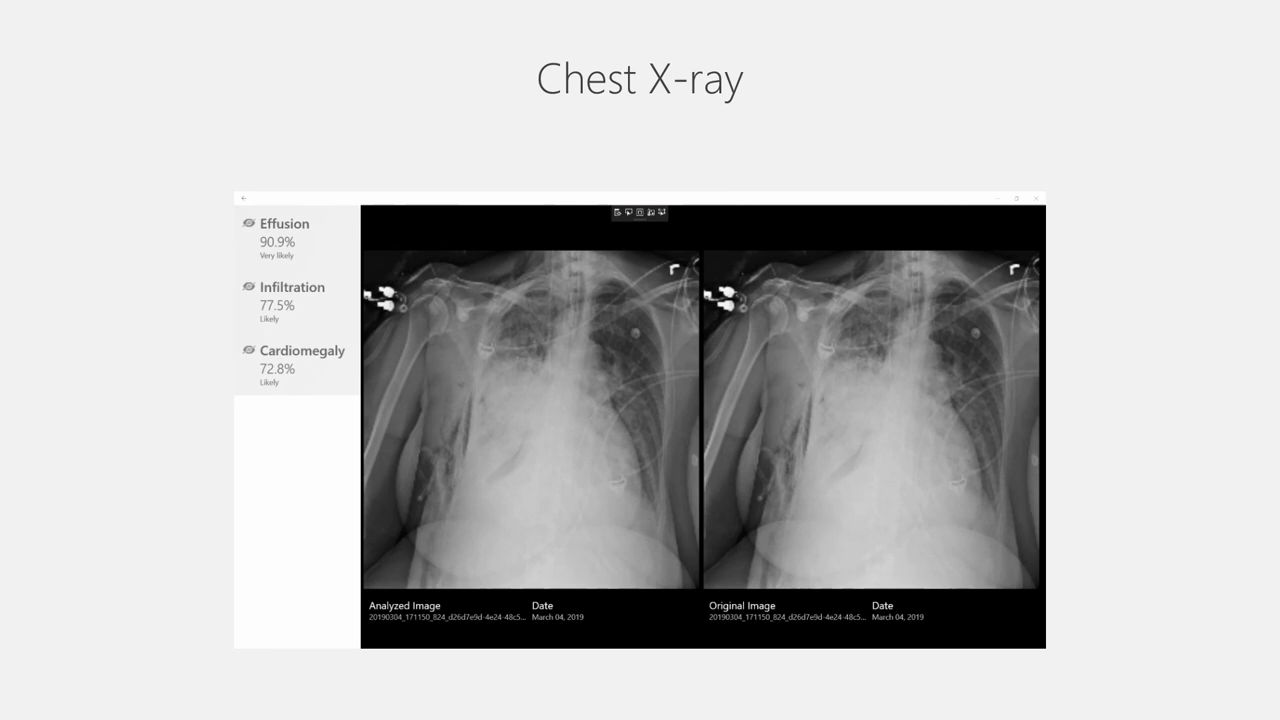 Chest X-ray
Effusion
90.9%
Very likely
Infiltration
77.5%
Likely
Cardiomegaly
72.8%
Likely
Analyzed Image
20190304_171150_824_d26d7e9d-4e24-48c5...
Date
March 04, 2019
Original Image
20190304_171150_824_d26d7e9d-4e24-48c5...
Date
March 04, 2019